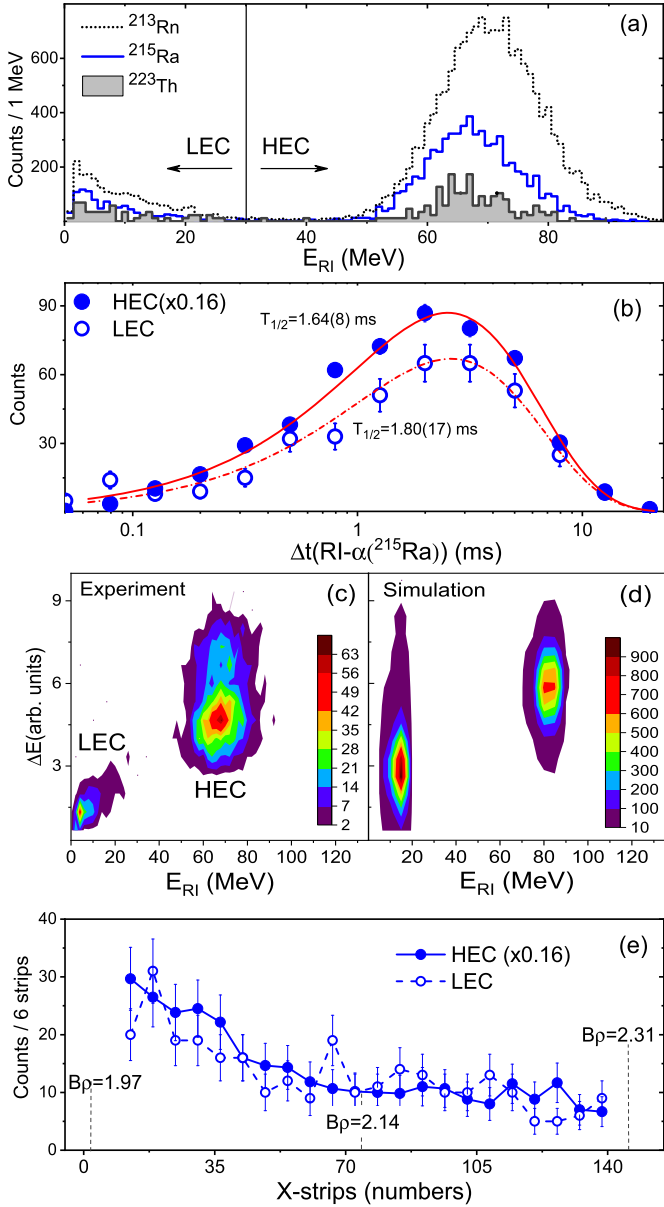 (a)
²¹³Rn
²¹⁵Ra
²²³Th
LEC HEC
Counts / 1 MeV
800
600
400
200
0 20 40 60 80
E_RI (MeV)
(b)
HEC(x0.16)
LEC
T₁/₂=1.64(8) ms
T₁/₂=1.80(17) ms
Counts
90
60
30
0.1 1 10
Δt(RI-α(²¹⁵Ra)) (ms)
Experiment (c)
LEC
HEC
ΔE(arb. units)
9
6
3
63
56
49
42
35
28
21
14
7
2
0 20 40 60 80 100 120
E_RI (MeV)
Simulation (d)
900
800
700
600
500
400
300
200
100
10
0 20 40 60 80 100 120
E_RI (MeV)
(e)
HEC (x0.16)
LEC
Bρ=1.97
Bρ=2.14
Bρ=2.31
Counts / 6 strips
40
30
20
10
0
0 35 70 105 140
X-strips (numbers)